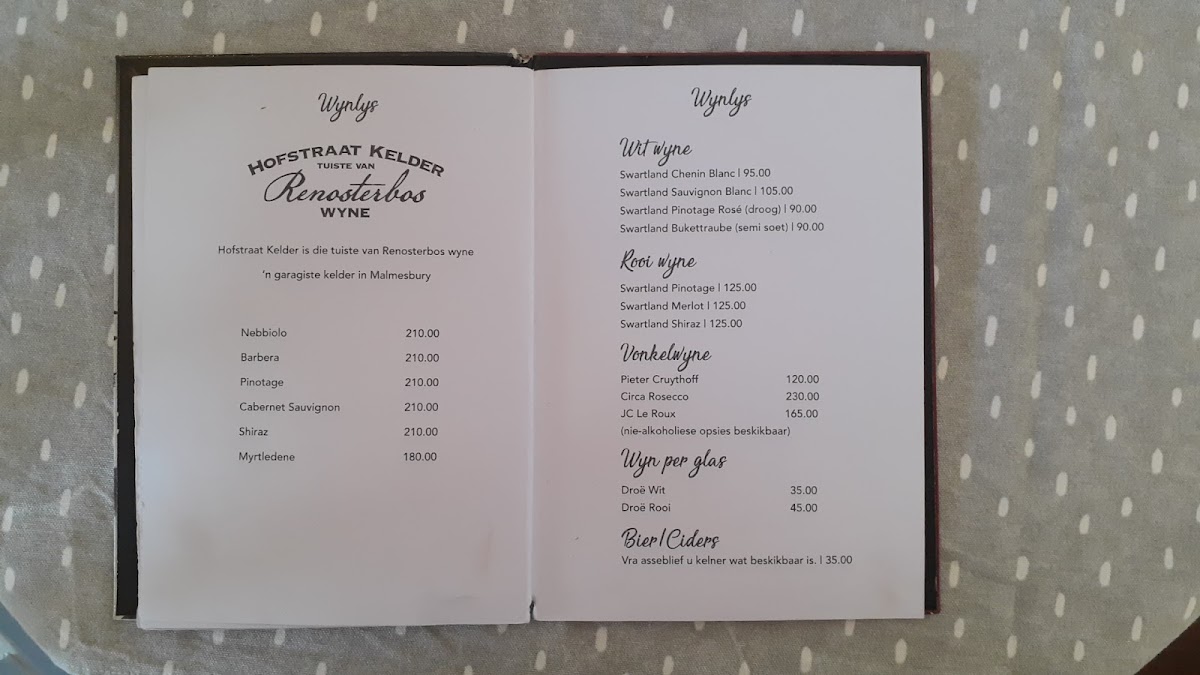 Wynlys
HOFSTRAAT KELDER
TUISTE VAN
Renosterbos
WYNE
Hofstraat Kelder is die tuiste van Renosterbos wyne
'n garagiste kelder in Malmesbury
Nebbiolo 210.00
Barbera 210.00
Pinotage 210.00
Cabernet Sauvignon 210.00
Shiraz 210.00
Myrtledene 180.00
Wynlys
Wit wyne
Swartland Chenin Blanc | 95.00
Swartland Sauvignon Blanc | 105.00
Swartland Pinotage Rosé (droog) | 90.00
Swartland Bukettraube (semi soet) | 90.00
Rooi wyne
Swartland Pinotage | 125.00
Swartland Merlot | 125.00
Swartland Shiraz | 125.00
Vonkelwyne
Pieter Cruythoff 120.00
Circa Rosecco 230.00
JC Le Roux 165.00
(nie-alkoholiese opsies beskikbaar)
Wyn per glas
Droë Wit 35.00
Droë Rooi 45.00
Bier/Ciders
Vra asseblief u kelner wat beskikbaar is. | 35.00